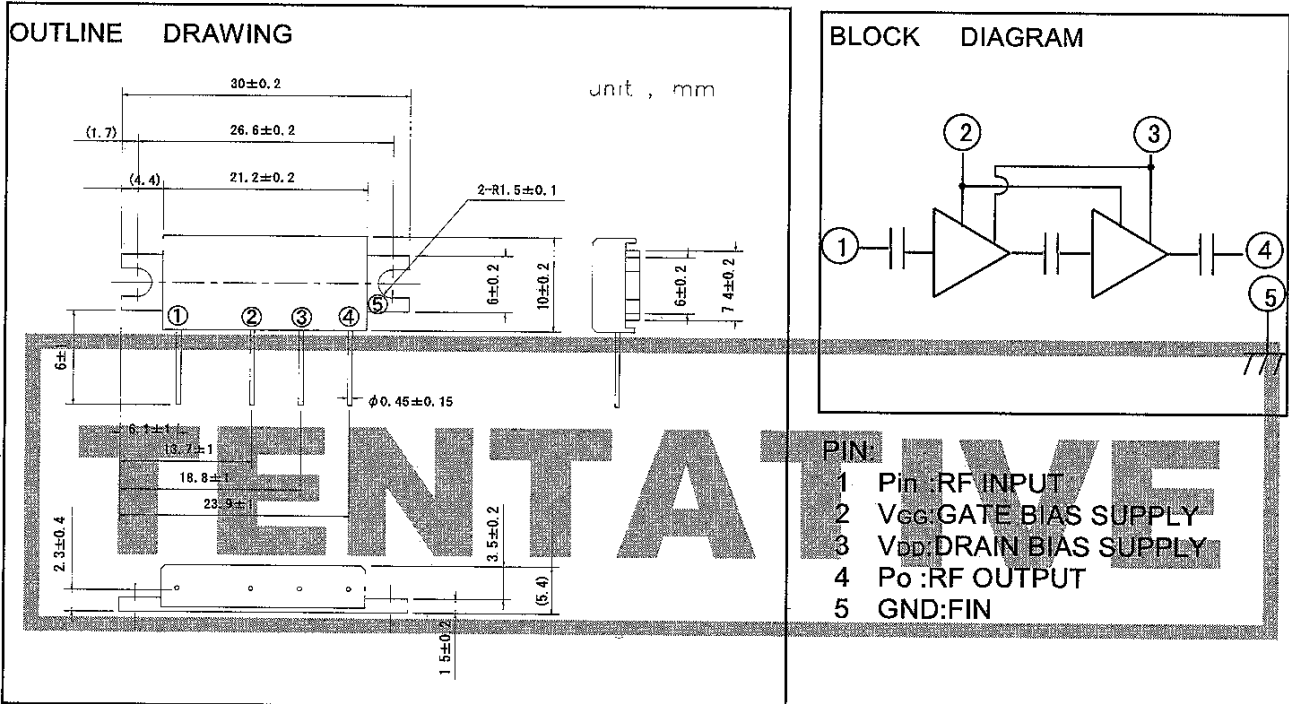 OUTLINE DRAWING
unit , mm
30±0.2
(1.7)
26.6±0.2
(4.4)
21.2±0.2
2-R1.5±0.1
6±0.2
10±0.2
6±0.2
7 4±0.2
① ② ③ ④ ⑤
6±
φ0.45±0.15
6.1±1
13.7±1
18.8±1
23.9±1
2.3±0.4
3.5±0.2
(5.4)
1 5±0.2
BLOCK DIAGRAM
2
3
1
4
5
PIN:
1 Pin :RF INPUT
2 VGG:GATE BIAS SUPPLY
3 VDD:DRAIN BIAS SUPPLY
4 Po :RF OUTPUT
5 GND:FIN
TENTATIVE